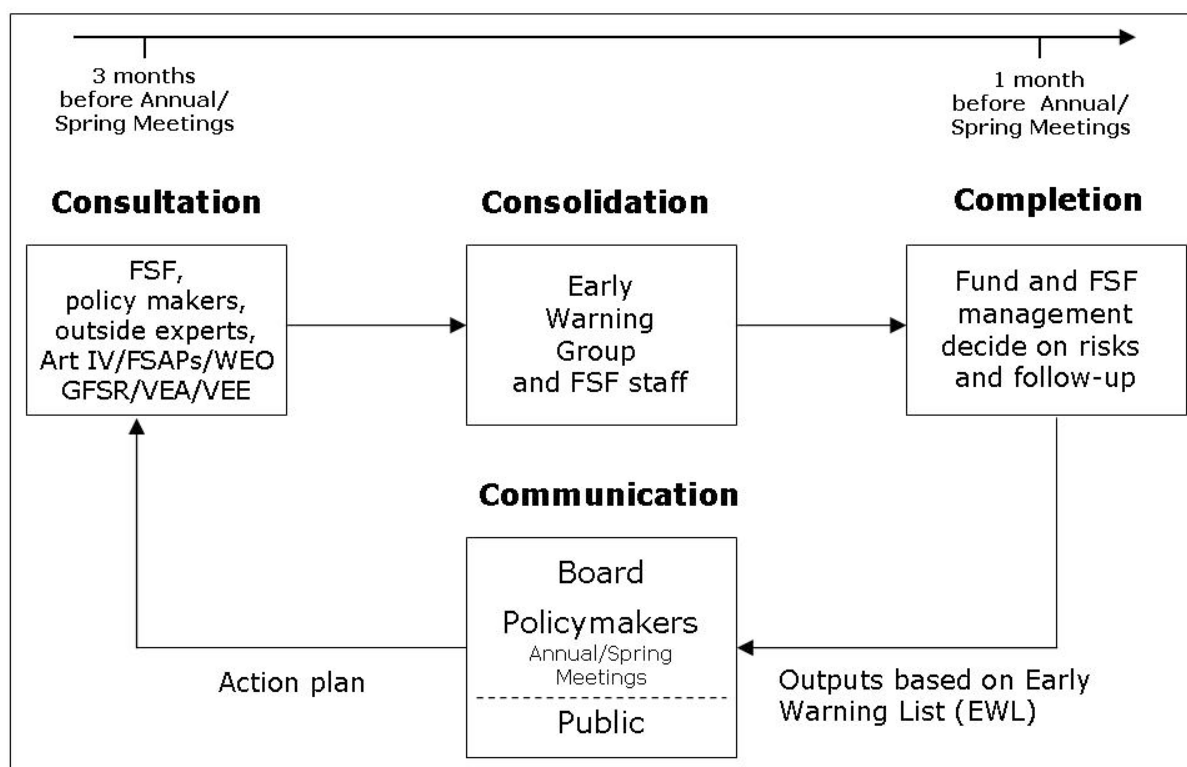 3 months
before Annual/
Spring Meetings
1 month
before Annual/
Spring Meetings
Consultation
FSF,
policy makers,
outside experts,
Art IV/FSAPs/WEO
GFSR/VEA/VEE
Consolidation
Early
Warning
Group
and FSF staff
Completion
Fund and FSF
management
decide on risks
and follow-up
Communication
Board
Policymakers
Annual/Spring
Meetings
Public
Action plan
Outputs based on Early
Warning List (EWL)